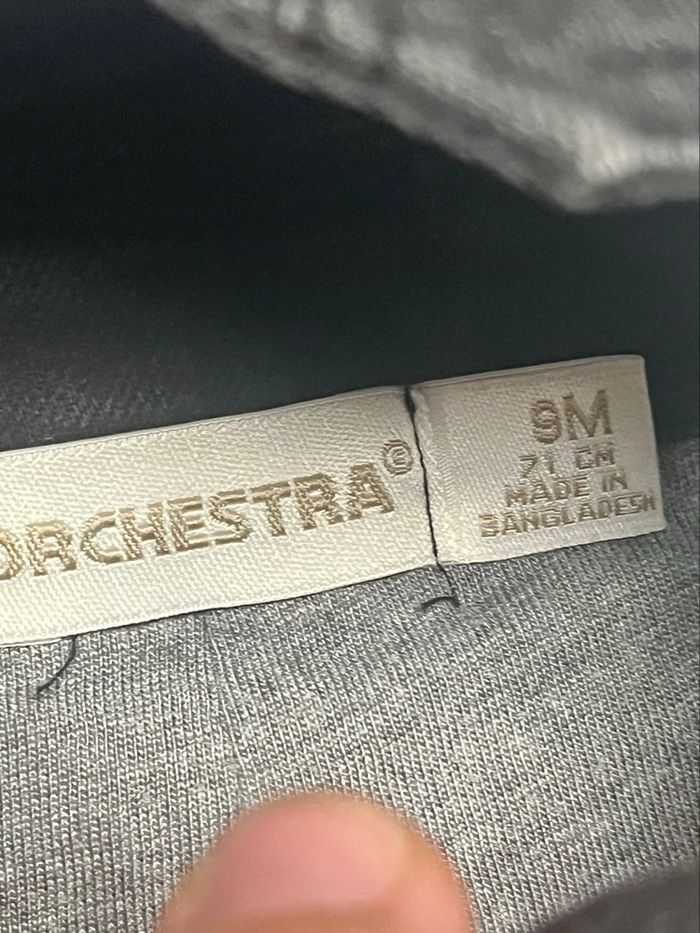 ORCHESTRA®
9M
71 CM
MADE IN
BANGLADESH